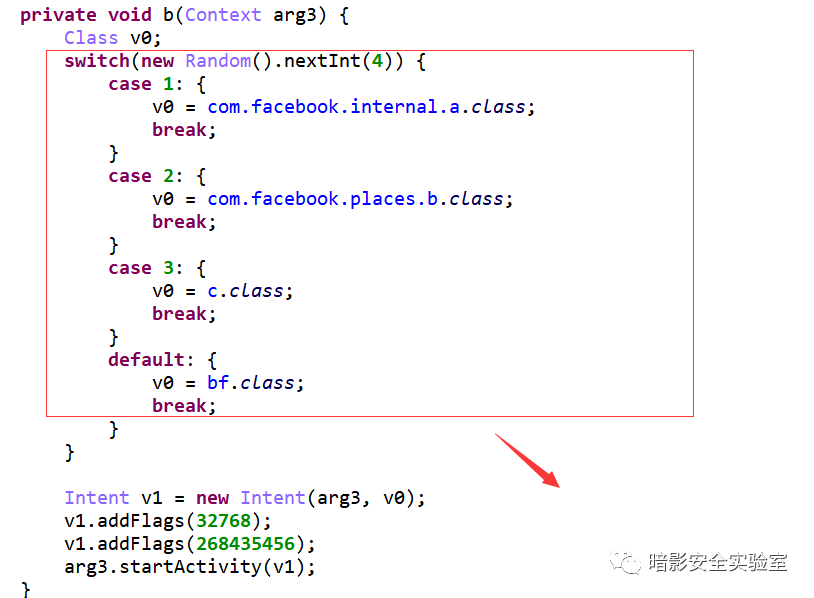 private void b(Context arg3) {
    Class v0;
    switch(new Random().nextInt(4)) {
        case 1: {
            v0 = com.facebook.internal.a.class;
            break;
        }
        case 2: {
            v0 = com.facebook.places.b.class;
            break;
        }
        case 3: {
            v0 = c.class;
            break;
        }
        default: {
            v0 = bf.class;
            break;
        }
    }
    Intent v1 = new Intent(arg3, v0);
    v1.addFlags(32768);
    v1.addFlags(268435456);
    arg3.startActivity(v1);
}
暗影安全实验室